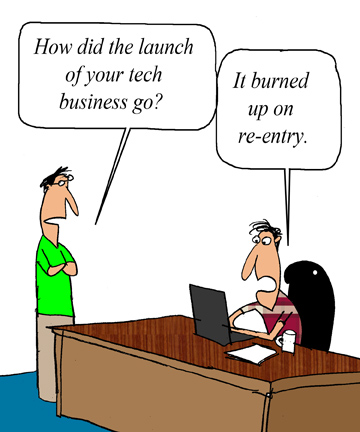 How did the launch
of your tech
business go?
It burned
up on
re-entry.